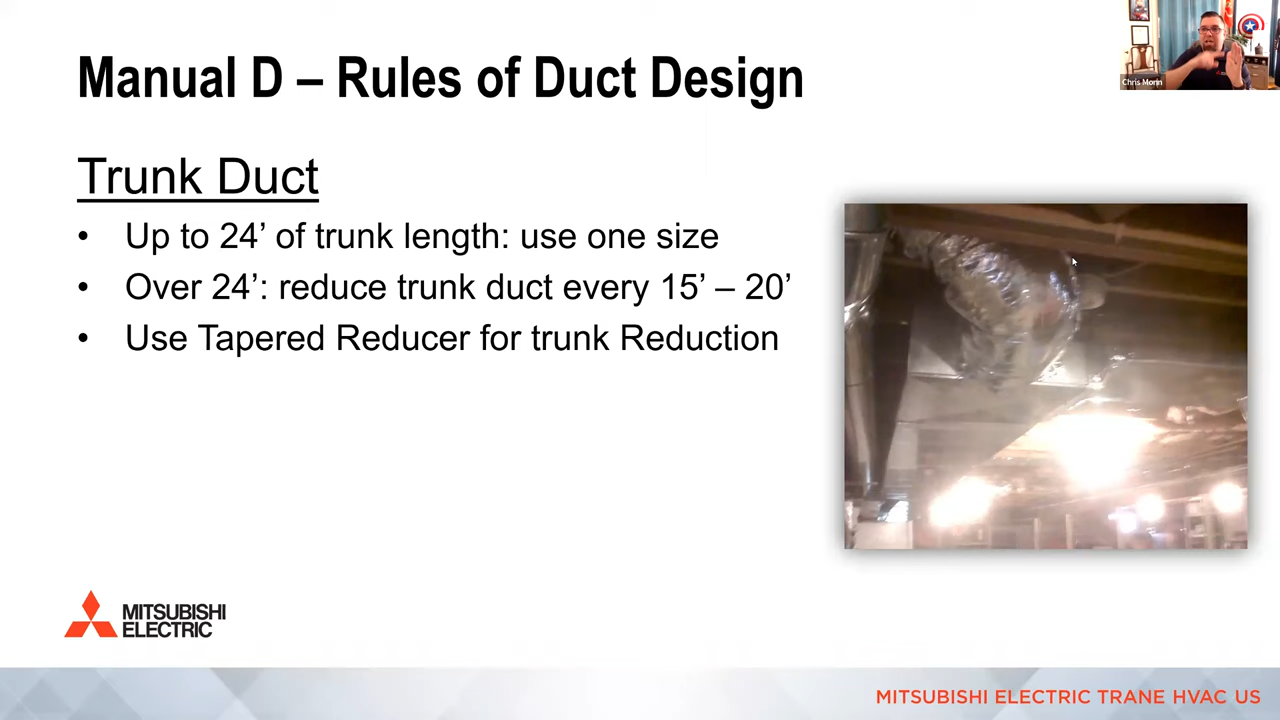 Manual D – Rules of Duct Design
Chris Morin
Trunk Duct
• Up to 24’ of trunk length: use one size
• Over 24’: reduce trunk duct every 15’ – 20’
• Use Tapered Reducer for trunk Reduction
MITSUBISHI
ELECTRIC
MITSUBISHI ELECTRIC TRANE HVAC US